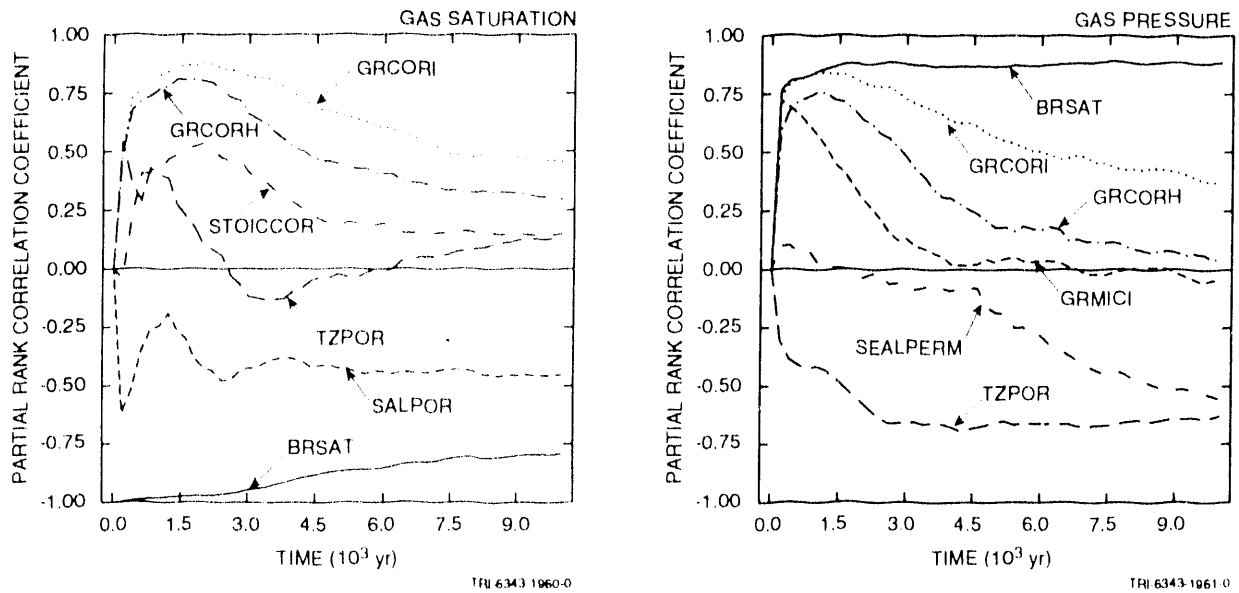 GAS SATURATION
PARTIAL RANK CORRELATION COEFFICIENT
1.00
0.75
0.50
0.25
0.00
-0.25
-0.50
-0.75
-1.00
GRCORI
GRCORH
STOICCOR
TZPOR
SALPOR
BRSAT
0.0 1.5 3.0 4.5 6.0 7.5 9.0
TIME (10³ yr)
TRI-6343-1960-0
GAS PRESSURE
PARTIAL RANK CORRELATION COEFFICIENT
1.00
0.75
0.50
0.25
0.00
-0.25
-0.50
-0.75
-1.00
BRSAT
GRCORI
GRCORH
GRMICI
SEALPERM
TZPOR
0.0 1.5 3.0 4.5 6.0 7.5 9.0
TIME (10³ yr)
TRI-6343-1961-0